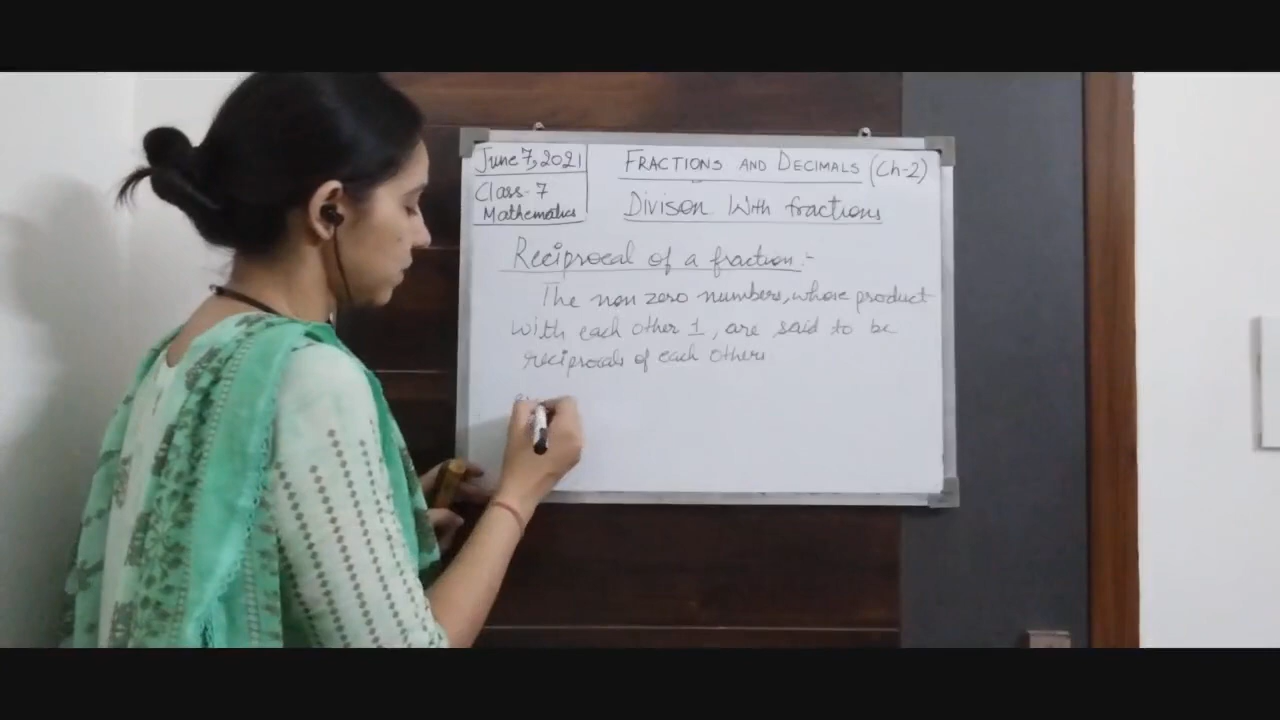 June 7, 2021
Class- 7
Mathematics
FRACTIONS AND DECIMALS (Ch-2)
Divison With fractions
Reciprocal of a fraction:-
The non zero numbers, whose product
with each other 1, are said to be
reciprocals of each others